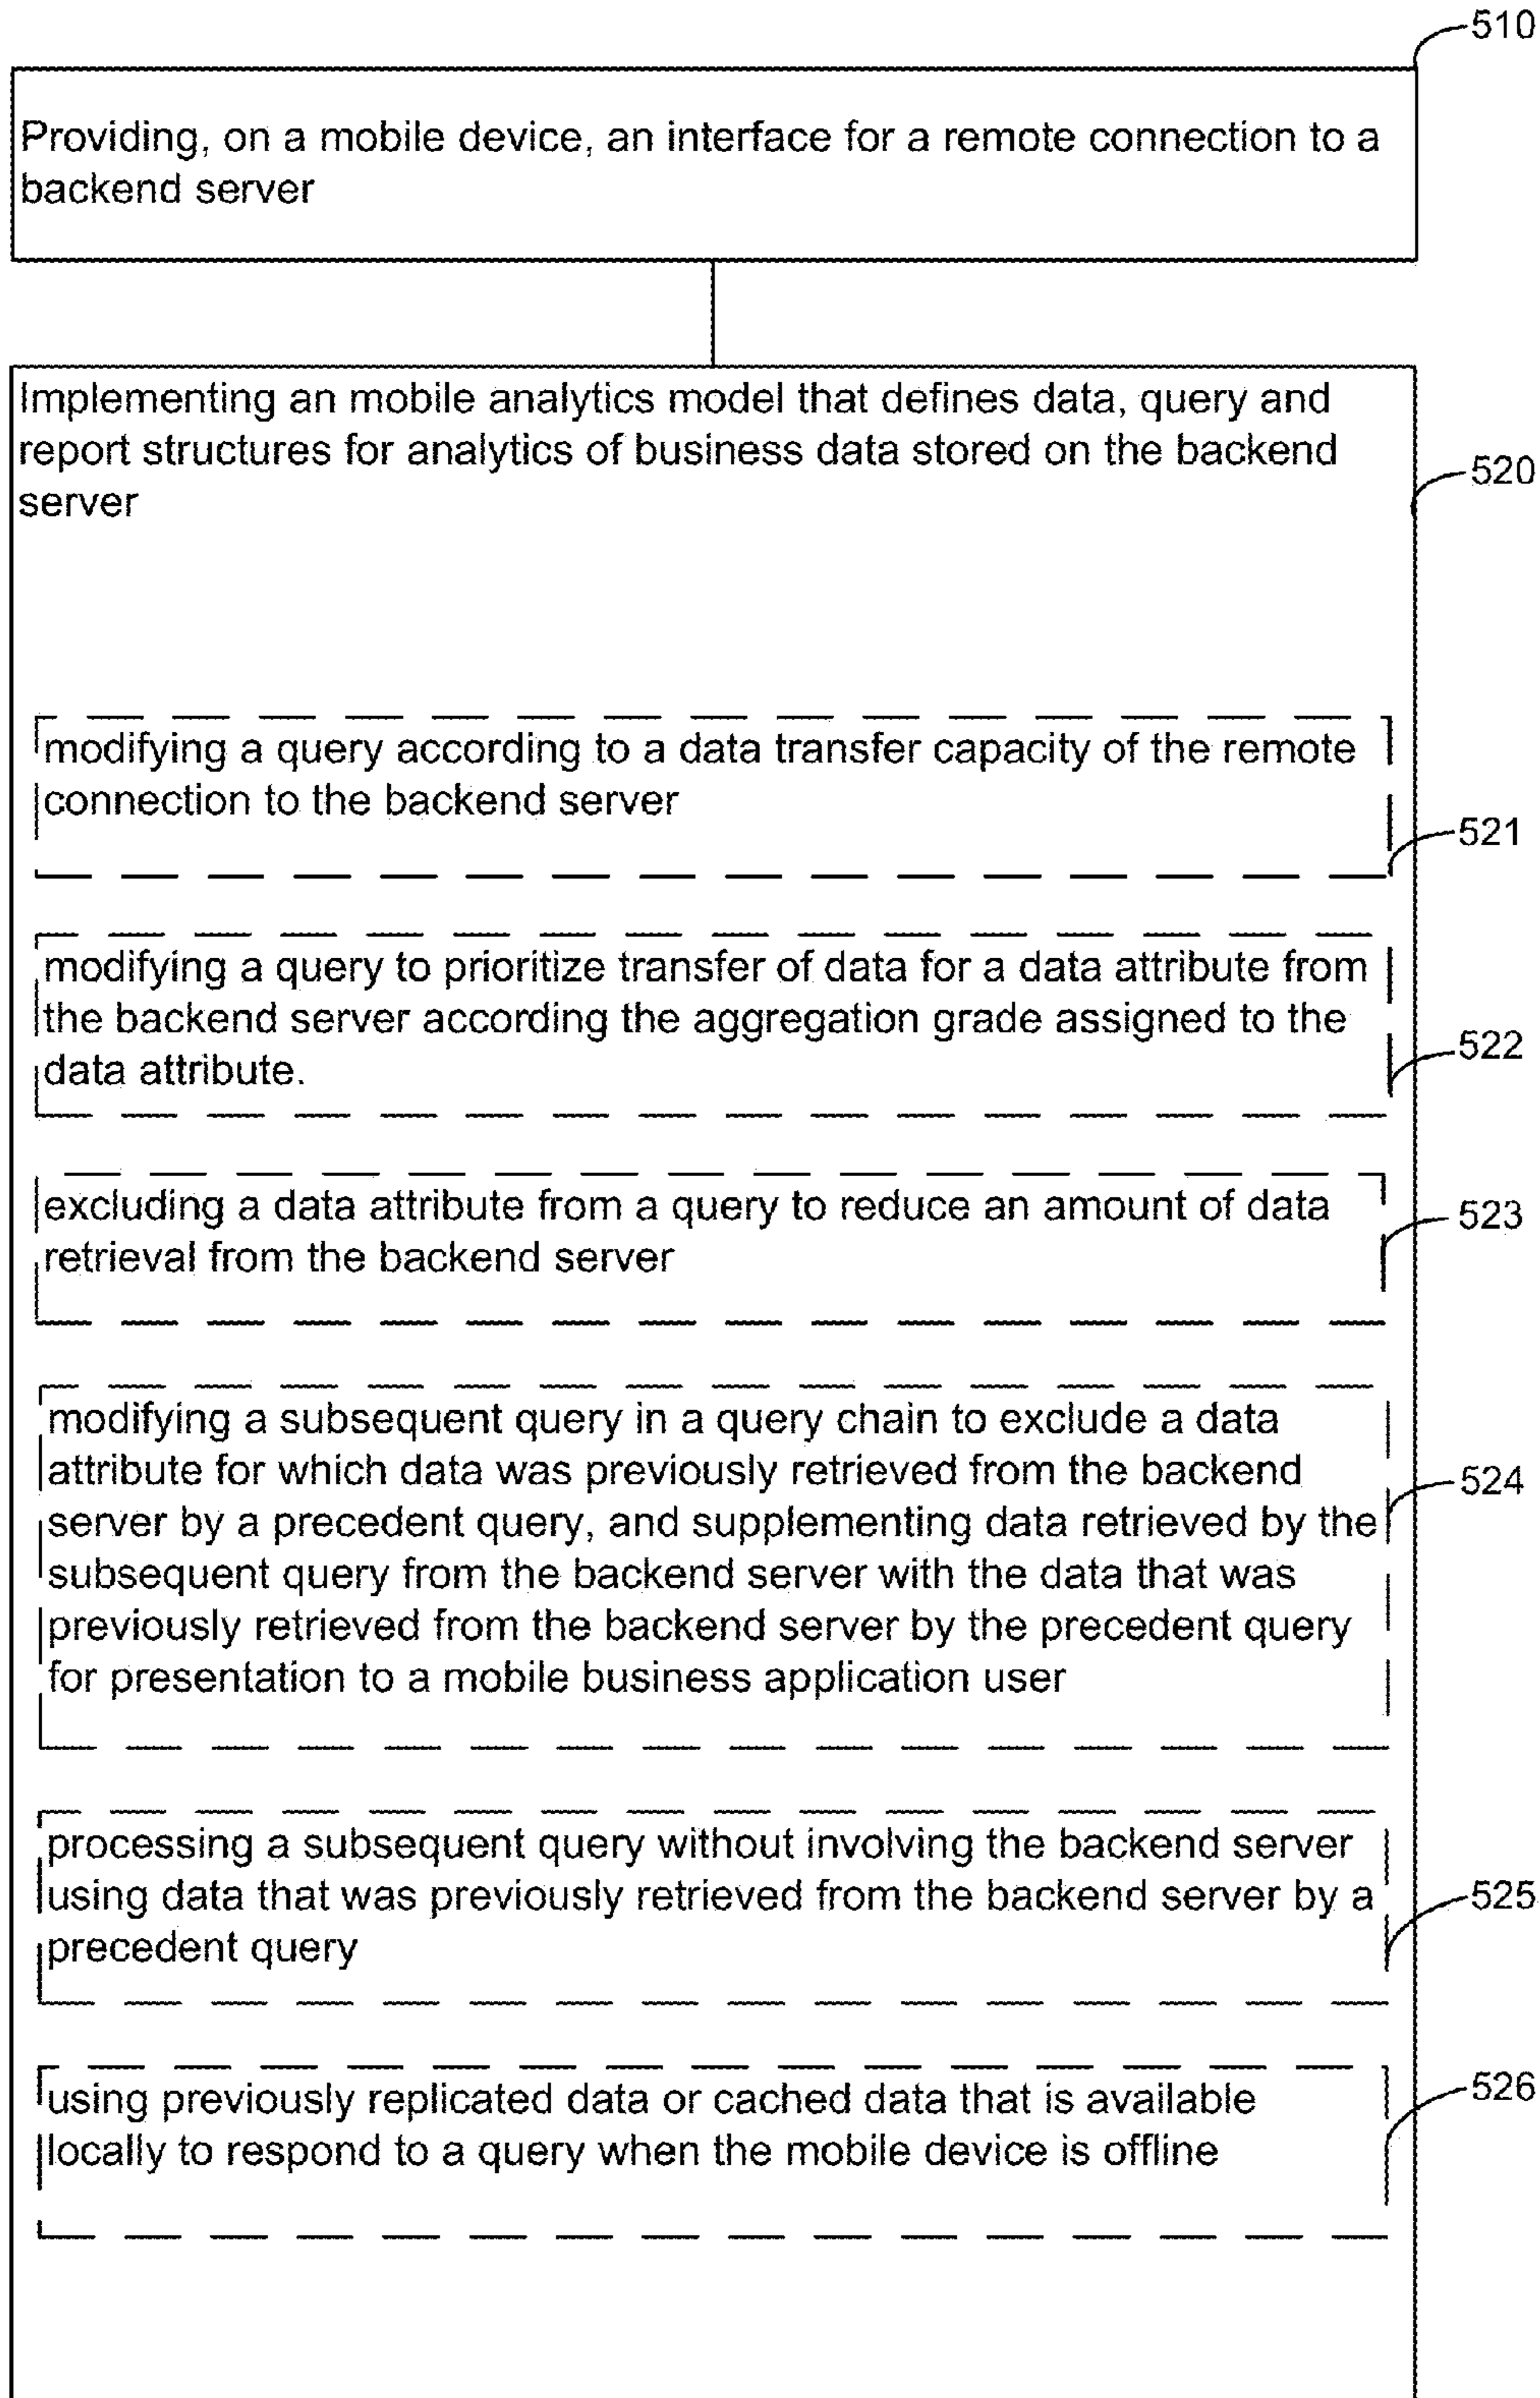 510
Providing, on a mobile device, an interface for a remote connection to a
backend server
Implementing an mobile analytics model that defines data, query and
report structures for analytics of business data stored on the backend
server
520
modifying a query according to a data transfer capacity of the remote
connection to the backend server
521
modifying a query to prioritize transfer of data for a data attribute from
the backend server according the aggregation grade assigned to the
data attribute.
522
excluding a data attribute from a query to reduce an amount of data
retrieval from the backend server
523
modifying a subsequent query in a query chain to exclude a data
attribute for which data was previously retrieved from the backend
server by a precedent query, and supplementing data retrieved by the
subsequent query from the backend server with the data that was
previously retrieved from the backend server by the precedent query
for presentation to a mobile business application user
524
processing a subsequent query without involving the backend server
using data that was previously retrieved from the backend server by a
precedent query
525
using previously replicated data or cached data that is available
locally to respond to a query when the mobile device is offline
526